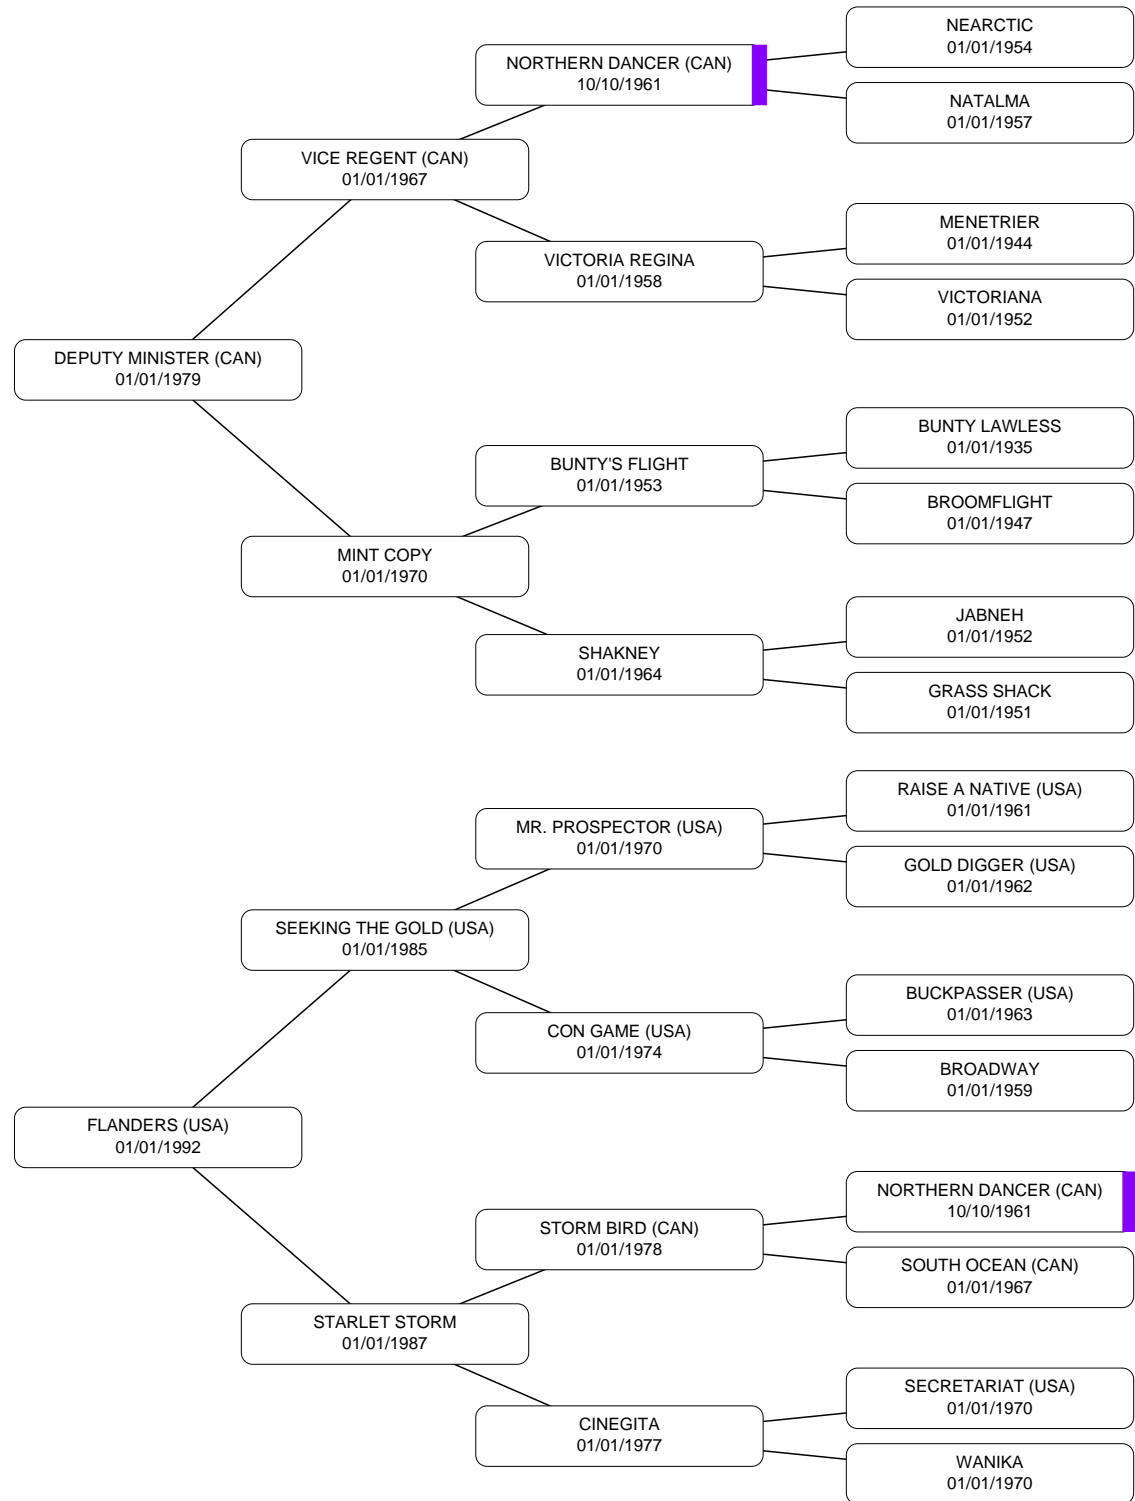 NEARCTIC
01/01/1954
NORTHERN DANCER (CAN)
10/10/1961
NATALMA
01/01/1957
VICE REGENT (CAN)
01/01/1967
MENETRIER
01/01/1944
VICTORIA REGINA
01/01/1958
VICTORIANA
01/01/1952
DEPUTY MINISTER (CAN)
01/01/1979
BUNTY LAWLESS
01/01/1935
BUNTY'S FLIGHT
01/01/1953
BROOMFLIGHT
01/01/1947
MINT COPY
01/01/1970
JABNEH
01/01/1952
SHAKNEY
01/01/1964
GRASS SHACK
01/01/1951
RAISE A NATIVE (USA)
01/01/1961
MR. PROSPECTOR (USA)
01/01/1970
GOLD DIGGER (USA)
01/01/1962
SEEKING THE GOLD (USA)
01/01/1985
BUCKPASSER (USA)
01/01/1963
CON GAME (USA)
01/01/1974
BROADWAY
01/01/1959
FLANDERS (USA)
01/01/1992
NORTHERN DANCER (CAN)
10/10/1961
STORM BIRD (CAN)
01/01/1978
SOUTH OCEAN (CAN)
01/01/1967
STARLET STORM
01/01/1987
SECRETARIAT (USA)
01/01/1970
CINEGITA
01/01/1977
WANIKA
01/01/1970